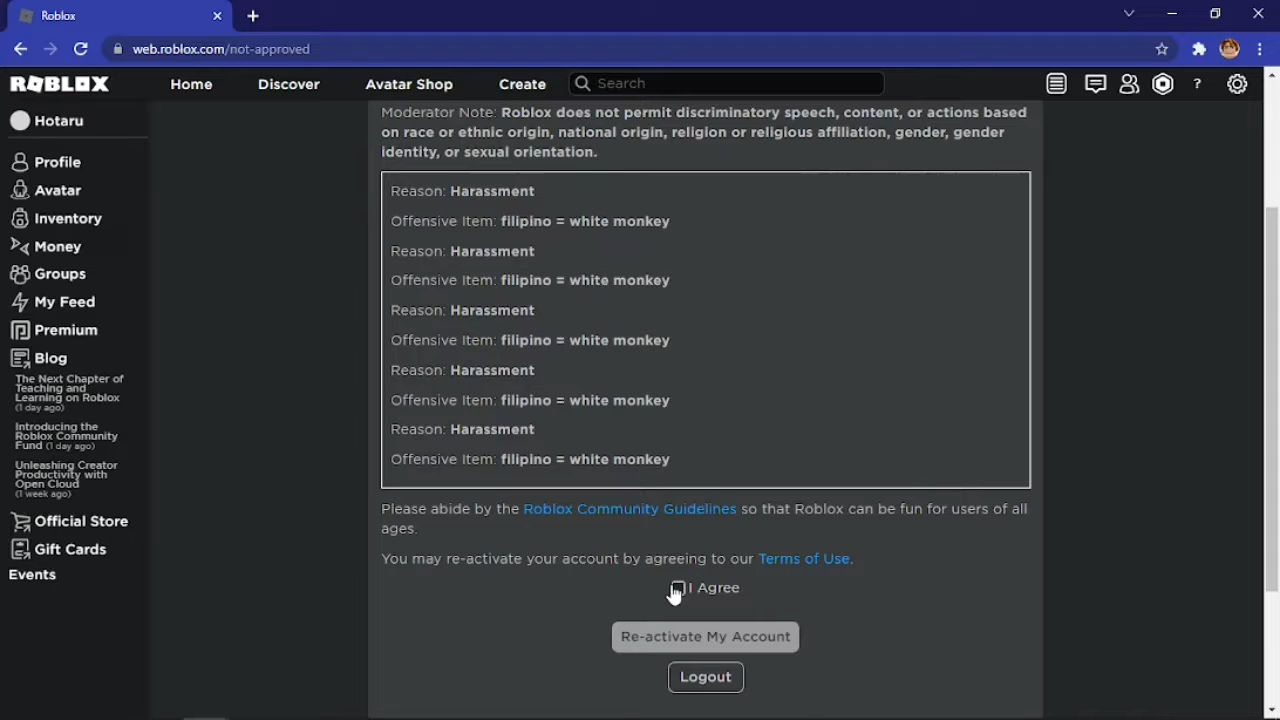 Roblox
web.roblox.com/not-approved
ROBLOX Home Discover Avatar Shop Create Search ?
Hotaru
Profile
Avatar
Inventory
Money
Groups
My Feed
Premium
Blog
The Next Chapter of
Teaching and
Learning on Roblox
(1 day ago)
Introducing the
Roblox Community
Fund (1 day ago)
Unleashing Creator
Productivity with
Open Cloud
(1 week ago)
Official Store
Gift Cards
Events
Moderator Note: Roblox does not permit discriminatory speech, content, or actions based
on race or ethnic origin, national origin, religion or religious affiliation, gender, gender
identity, or sexual orientation.
Reason: Harassment
Offensive Item: filipino = white monkey
Reason: Harassment
Offensive Item: filipino = white monkey
Reason: Harassment
Offensive Item: filipino = white monkey
Reason: Harassment
Offensive Item: filipino = white monkey
Reason: Harassment
Offensive Item: filipino = white monkey
Please abide by the Roblox Community Guidelines so that Roblox can be fun for users of all
ages.
You may re-activate your account by agreeing to our Terms of Use.
I Agree
Re-activate My Account
Logout